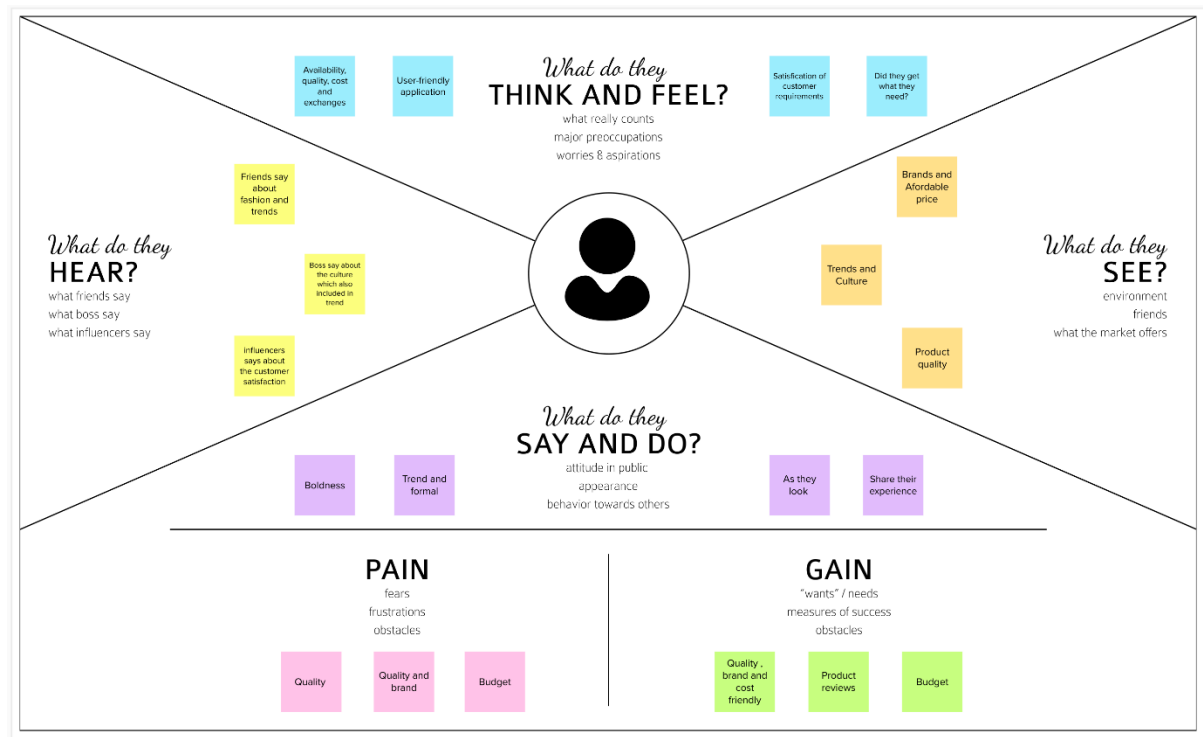 What do they
THINK AND FEEL?
what really counts
major preoccupations
worries 8 aspirations
Availability,
quality, cost
and
exchanges
User-friendly
application
Satisfication of
customer
requirements
Did they get
what they
need?
What do they
HEAR?
what friends say
what boss say
what influencers say
Friends say
about
fashion and
trends
Boss say about
the culture
which also
included in
trend
influencers
says about
the customer
satisfaction
What do they
SEE?
environment
friends
what the market offers
Brands and
Afordable
price
Trends and
Culture
Product
quality
What do they
SAY AND DO?
attitude in public
appearance
behavior towards others
Boldness
Trend and
formal
As they
look
Share their
experience
PAIN
fears
frustrations
obstacles
Quality
Quality and
brand
Budget
GAIN
"wants" / needs
measures of success
obstacles
Quality ,
brand and
cost
friendly
Product
reviews
Budget